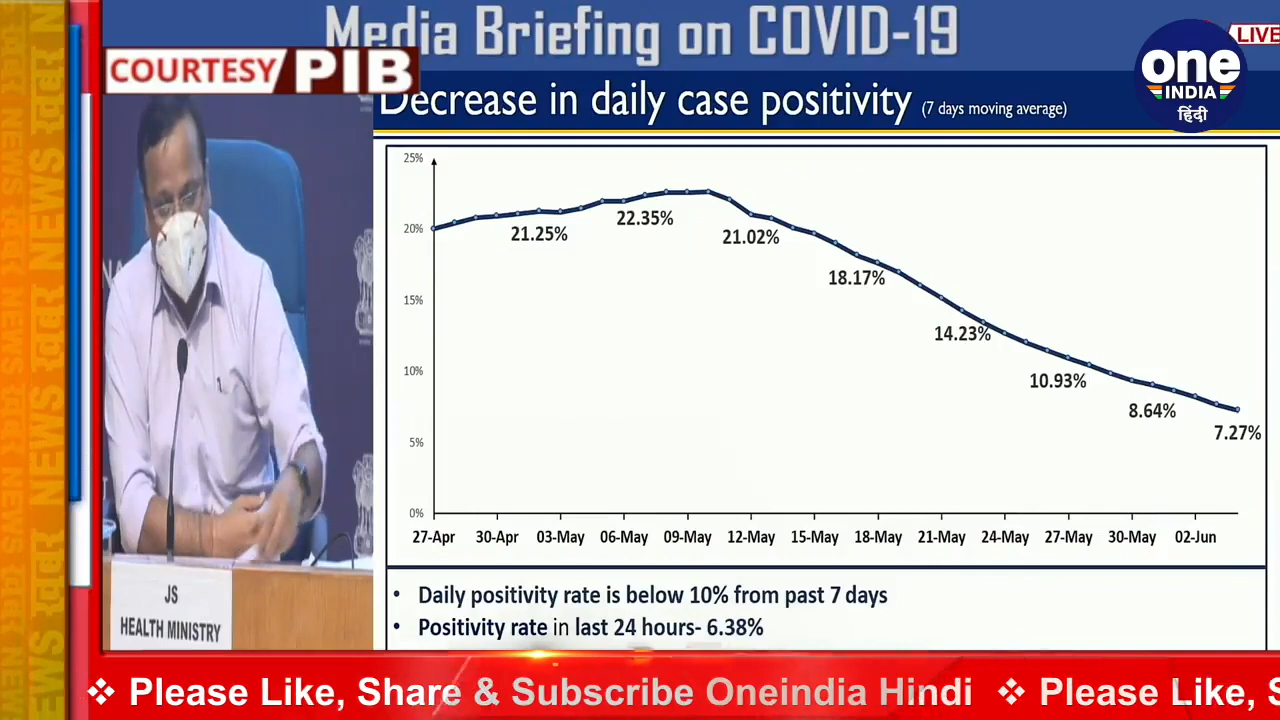 Media Briefing on COVID-19
LIVE
COURTESY PIB
one
INDIA
हिंदी
Decrease in daily case positivity (7 days moving average)
25%
20%
15%
10%
5%
0%
21.25%
22.35%
21.02%
18.17%
14.23%
10.93%
8.64%
7.27%
27-Apr 30-Apr 03-May 06-May 09-May 12-May 15-May 18-May 21-May 24-May 27-May 30-May 02-Jun
• Daily positivity rate is below 10% from past 7 days
• Positivity rate in last 24 hours- 6.38%
JS
HEALTH MINISTRY
NEWS खबर NEWS खबर NEWS
❖ Please Like, Share & Subscribe Oneindia Hindi ❖ Please Like, S